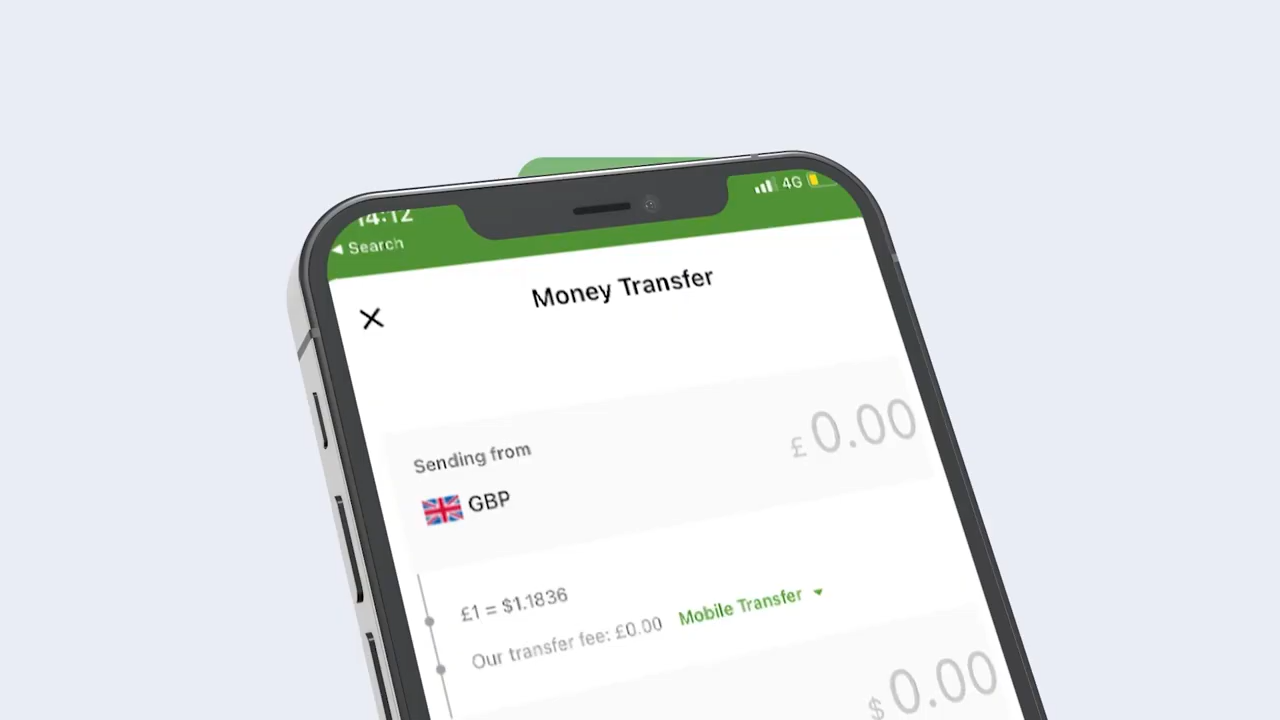 14:12
4G
◀ Search
Money Transfer
Sending from
£ 0.00
GBP
£1 = $1.1836
Our transfer fee: £0.00 Mobile Transfer
$ 0.00